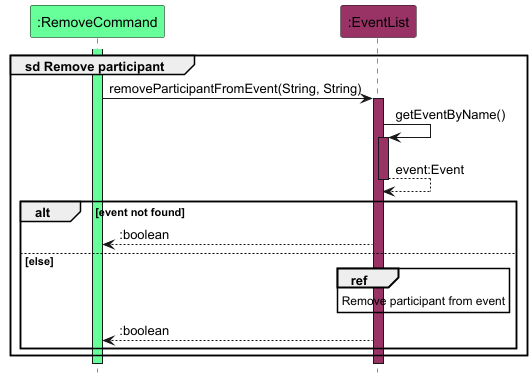 :RemoveCommand
:EventList
sd Remove participant
removeParticipantFromEvent(String, String)
getEventByName()
event:Event
alt
[event not found]
:boolean
[else]
ref
Remove participant from event
:boolean